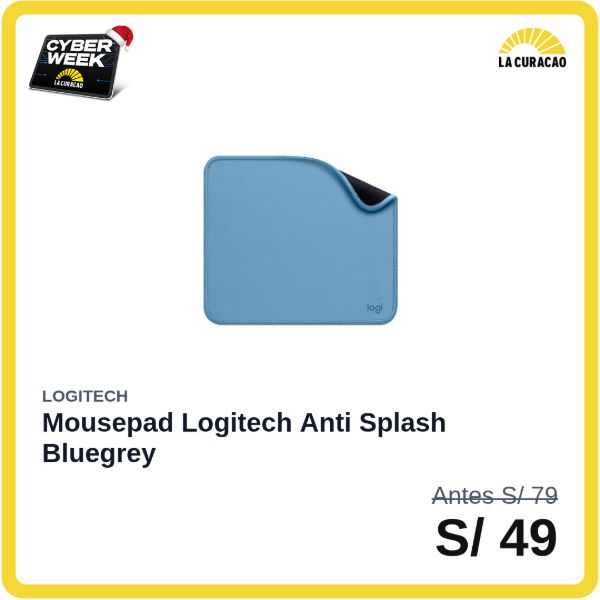 CYBER
WEEK
LA CURACAO
LA CURACAO
logi
LOGITECH
Mousepad Logitech Anti Splash
Bluegrey
Antes S/ 79
S/ 49